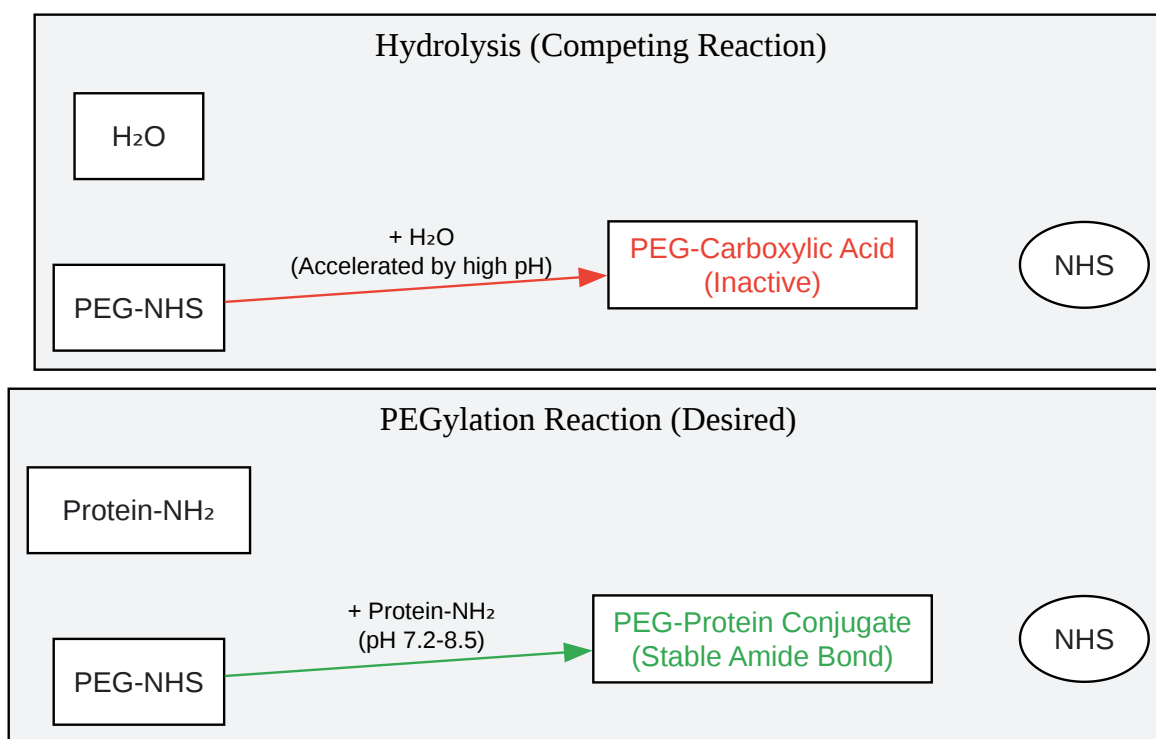 Hydrolysis (Competing Reaction)
H₂O
+ H₂O
(Accelerated by high pH)
PEG-NHS
PEG-Carboxylic Acid
(Inactive)
NHS
PEGylation Reaction (Desired)
Protein-NH₂
+ Protein-NH₂
(pH 7.2-8.5)
PEG-NHS
PEG-Protein Conjugate
(Stable Amide Bond)
NHS